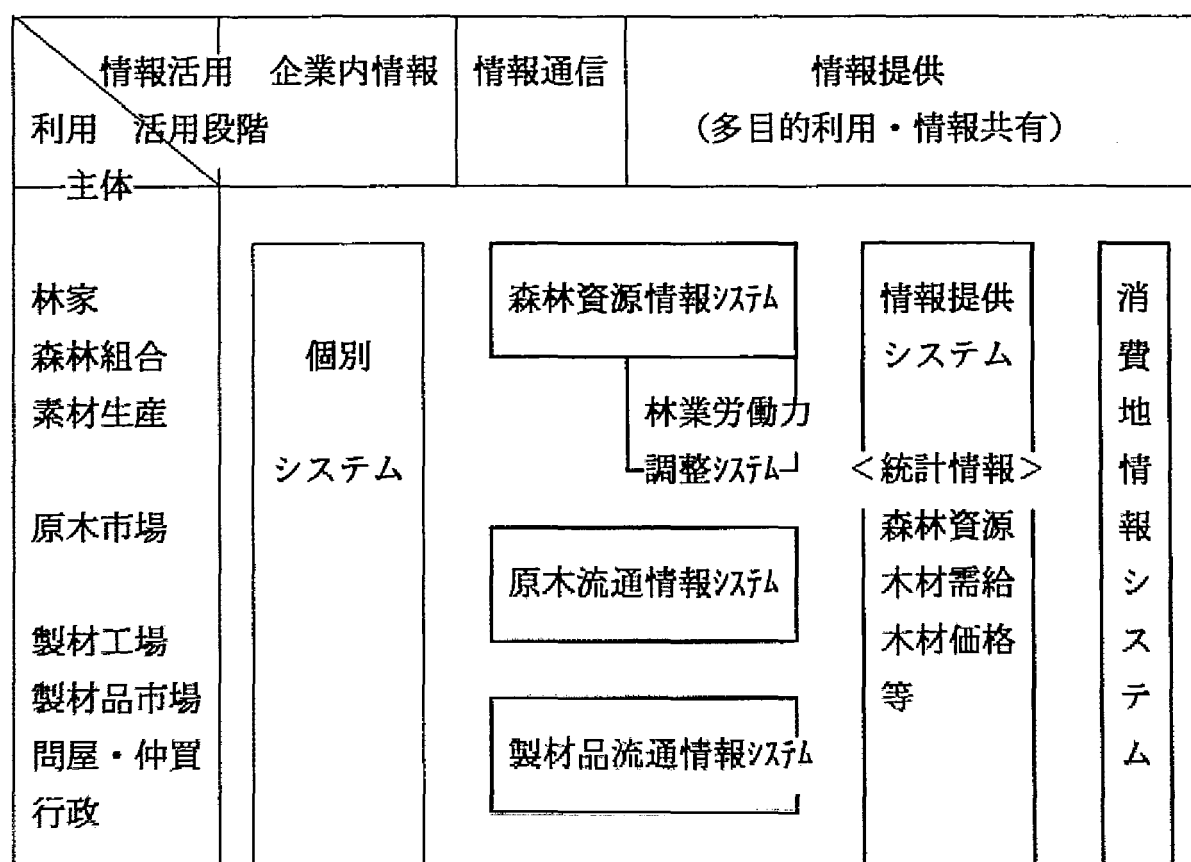 情報活用 企業内情報 情報通信 情報提供
利用 活用段階 （多目的利用・情報共有）
主体
林家
森林組合
素材生産
原木市場
製材工場
製材品市場
問屋・仲買
行政
個別
システム
森林資源情報ｼｽﾃﾑ
林業労働力
調整ｼｽﾃﾑ
原木流通情報ｼｽﾃﾑ
製材品流通情報ｼｽﾃﾑ
情報提供
システム
＜統計情報＞
森林資源
木材需給
木材価格
等
消費地情報システム